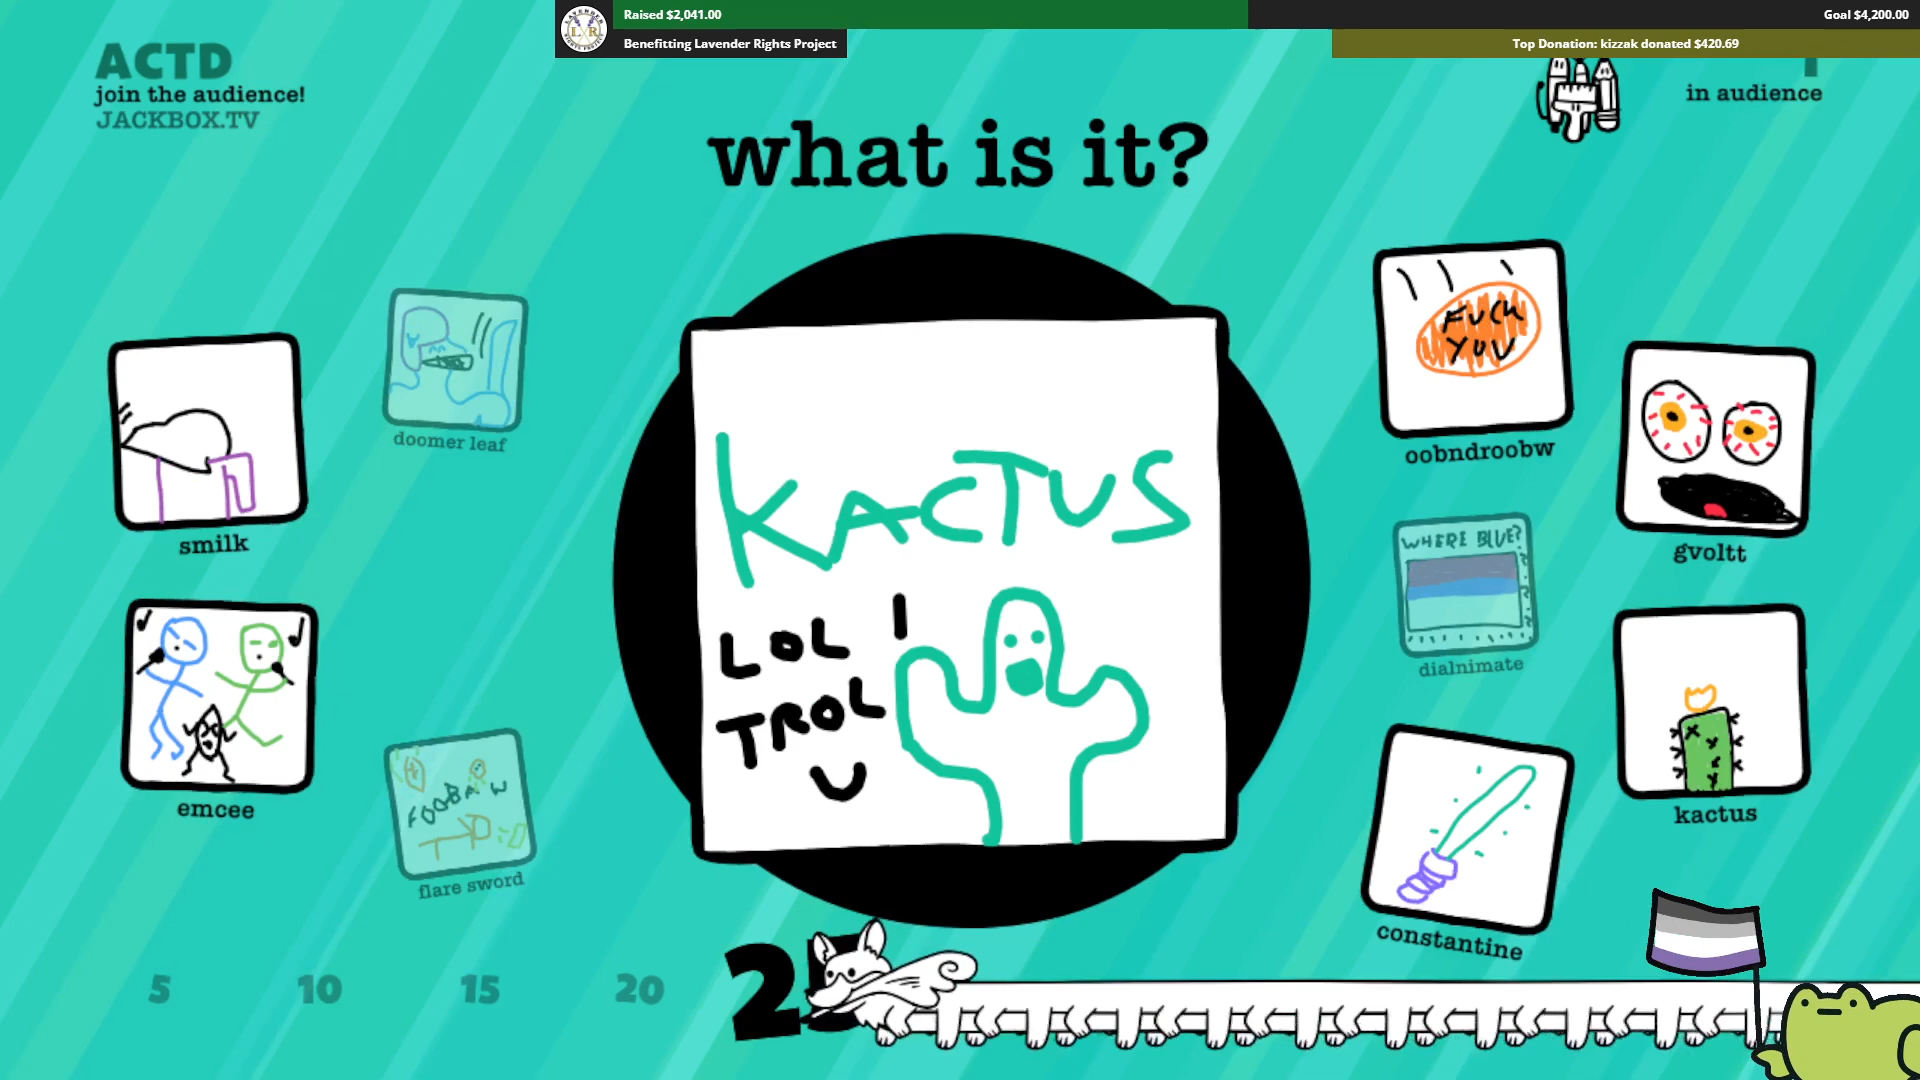 Raised $2,041.00
Goal $4,200.00
Benefitting Lavender Rights Project
Top Donation: kizzak donated $420.69
ACTD
join the audience!
JACKBOX.TV
in audience
what is it?
doomer leaf
smilk
emcee
FOOBAW
flare sword
KACTUS
LOL I
TROL
U
FUCK
YOU
oobndroobw
gvoltt
WHERE BLUE?
dialnimate
kactus
constantine
5
10
15
20
2